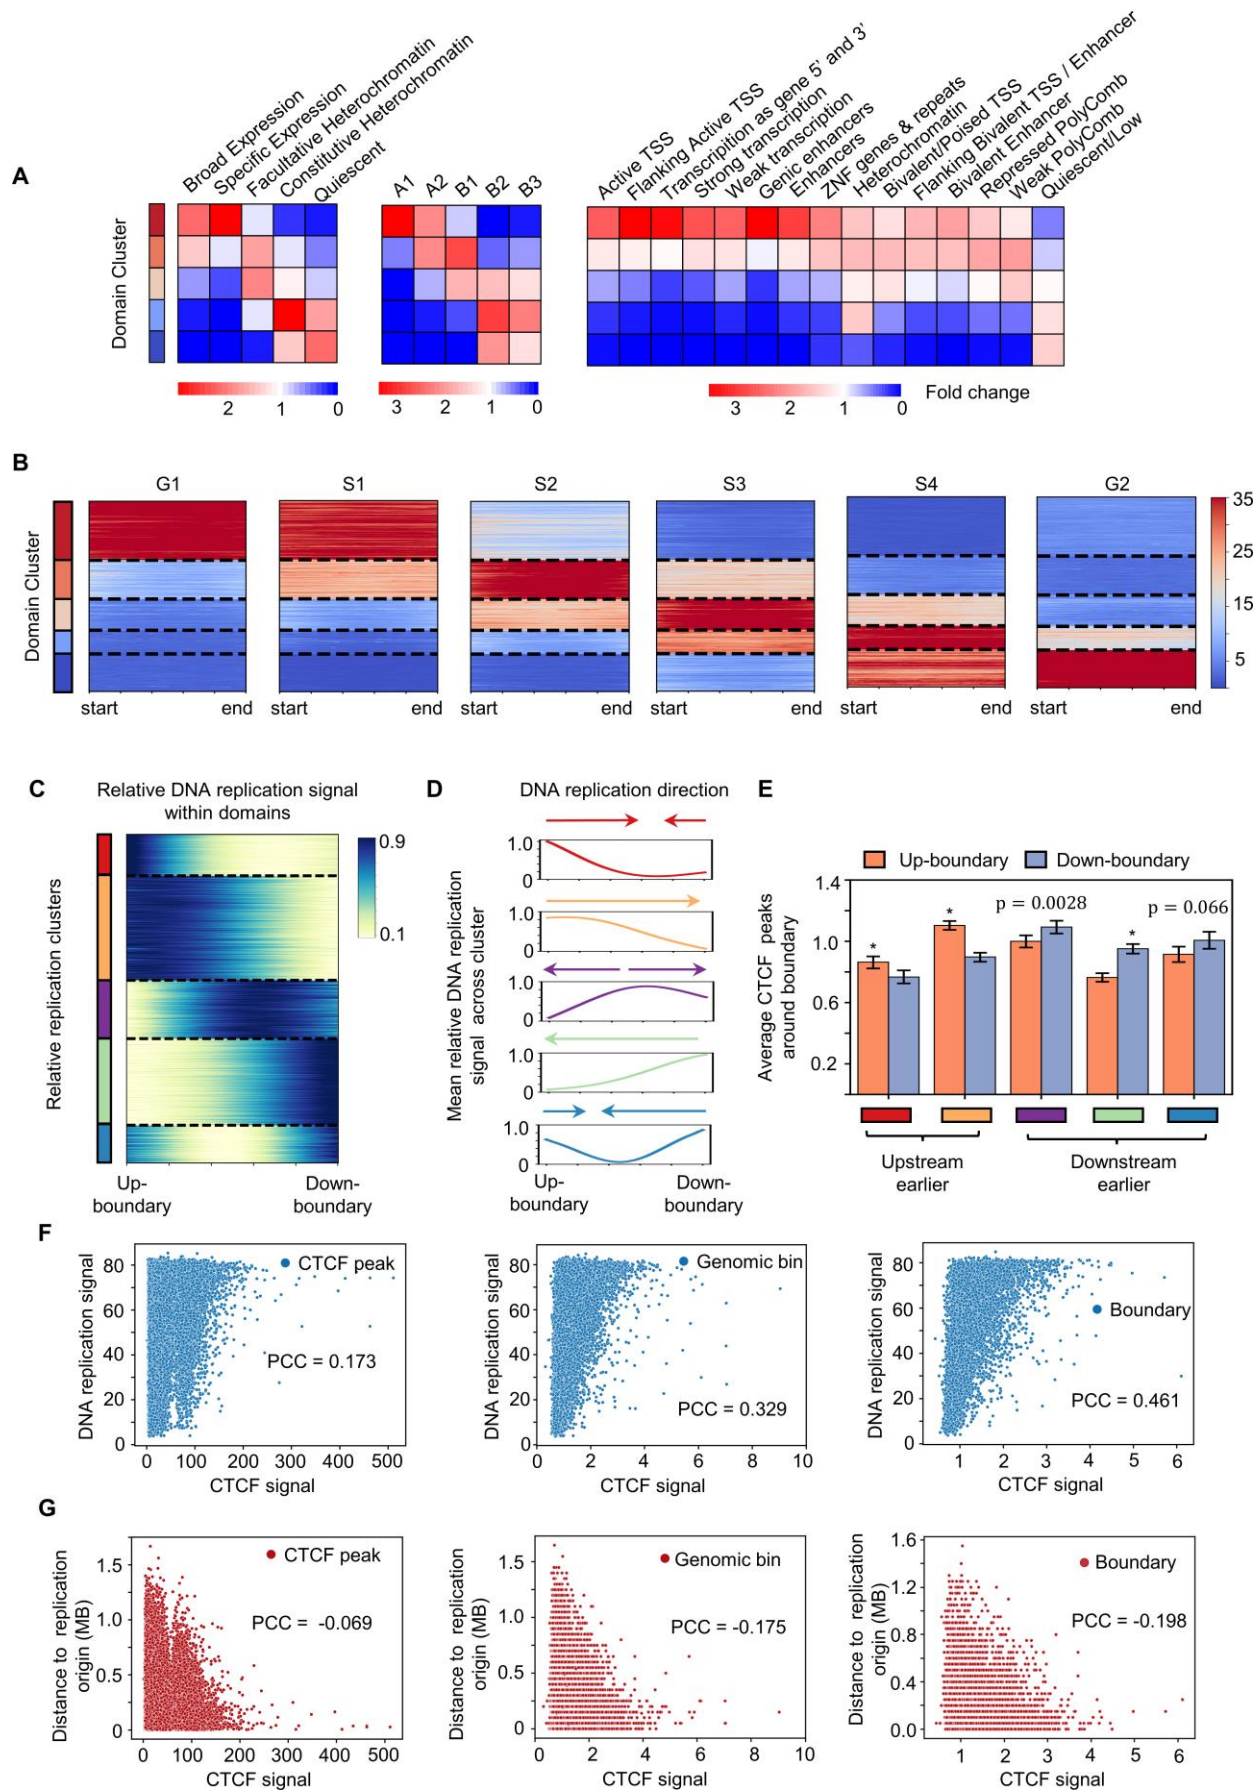 A
Broad Expression
Specific Expression
Facultative Heterochromatin
Constitutive Heterochromatin
Quiescent
A1 A2 B1 B2 B3
Active TSS
Flanking Active TSS
Transcripition as gene 5' and 3'
Strong transcription
Weak transcription
Genic enhancers
Enhancers
ZNF genes & repeats
Heterochromatin
Bivalent/Poised TSS
Flanking Bivalent TSS / Enhancer
Bivalent Enhancer
Repressed PolyComb
Weak PolyComb
Quiescent/Low
Domain Cluster
2 1 0
3 2 1 0
3 2 1 0
Fold change
B
G1 S1 S2 S3 S4 G2
Domain Cluster
35
25
15
5
start end start end start end start end start end start end
C
Relative DNA replication signal
within domains
Relative replication clusters
0.9
0.1
Up-
boundary
Down-
boundary
D
DNA replication direction
Mean relative DNA replication
signal across cluster
1.0
0
1.0
0
1.0
0
1.0
0
1.0
0
Up-
boundary
Down-
boundary
E
Up-boundary Down-boundary
Average CTCF peaks
around boundary
1.4
1.0
0.6
0.2
* * p = 0.0028 * p = 0.066
Upstream
earlier
Downstream
earlier
F
DNA replication signal
80
60
40
20
0
CTCF peak
PCC = 0.173
0 100 200 300 400 500
CTCF signal
DNA replication signal
80
60
40
20
0
Genomic bin
PCC = 0.329
0 2 4 6 8 10
CTCF signal
DNA replication signal
80
60
40
20
0
Boundary
PCC = 0.461
1 2 3 4 5 6
CTCF signal
G
Distance to replication
origin (MB)
1.5
1.0
0.5
0
CTCF peak
PCC = -0.069
0 100 200 300 400 500
CTCF signal
Distance to replication
origin (MB)
1.5
1.0
0.5
0
Genomic bin
PCC = -0.175
0 2 4 6 8 10
CTCF signal
Distance to replication
origin (MB)
1.6
1.2
0.8
0.4
0.0
Boundary
PCC = -0.198
1 2 3 4 5 6
CTCF signal